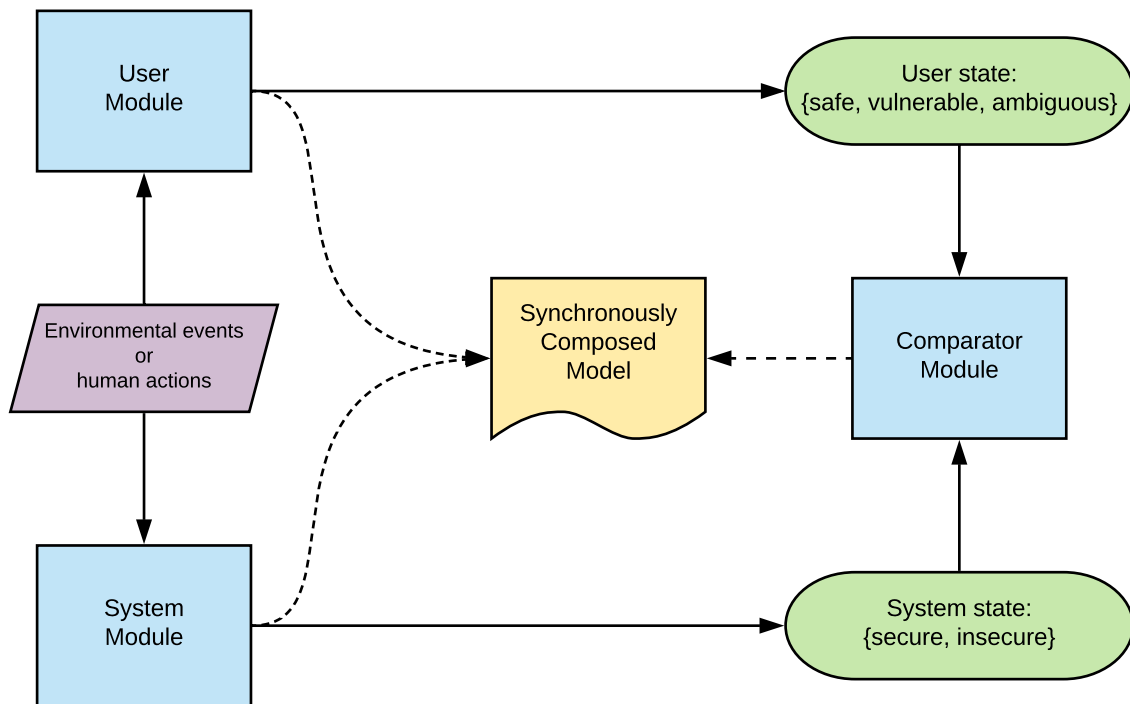 User
Module
User state:
{safe, vulnerable, ambiguous}
Environmental events
or
human actions
Synchronously
Composed
Model
Comparator
Module
System
Module
System state:
{secure, insecure}